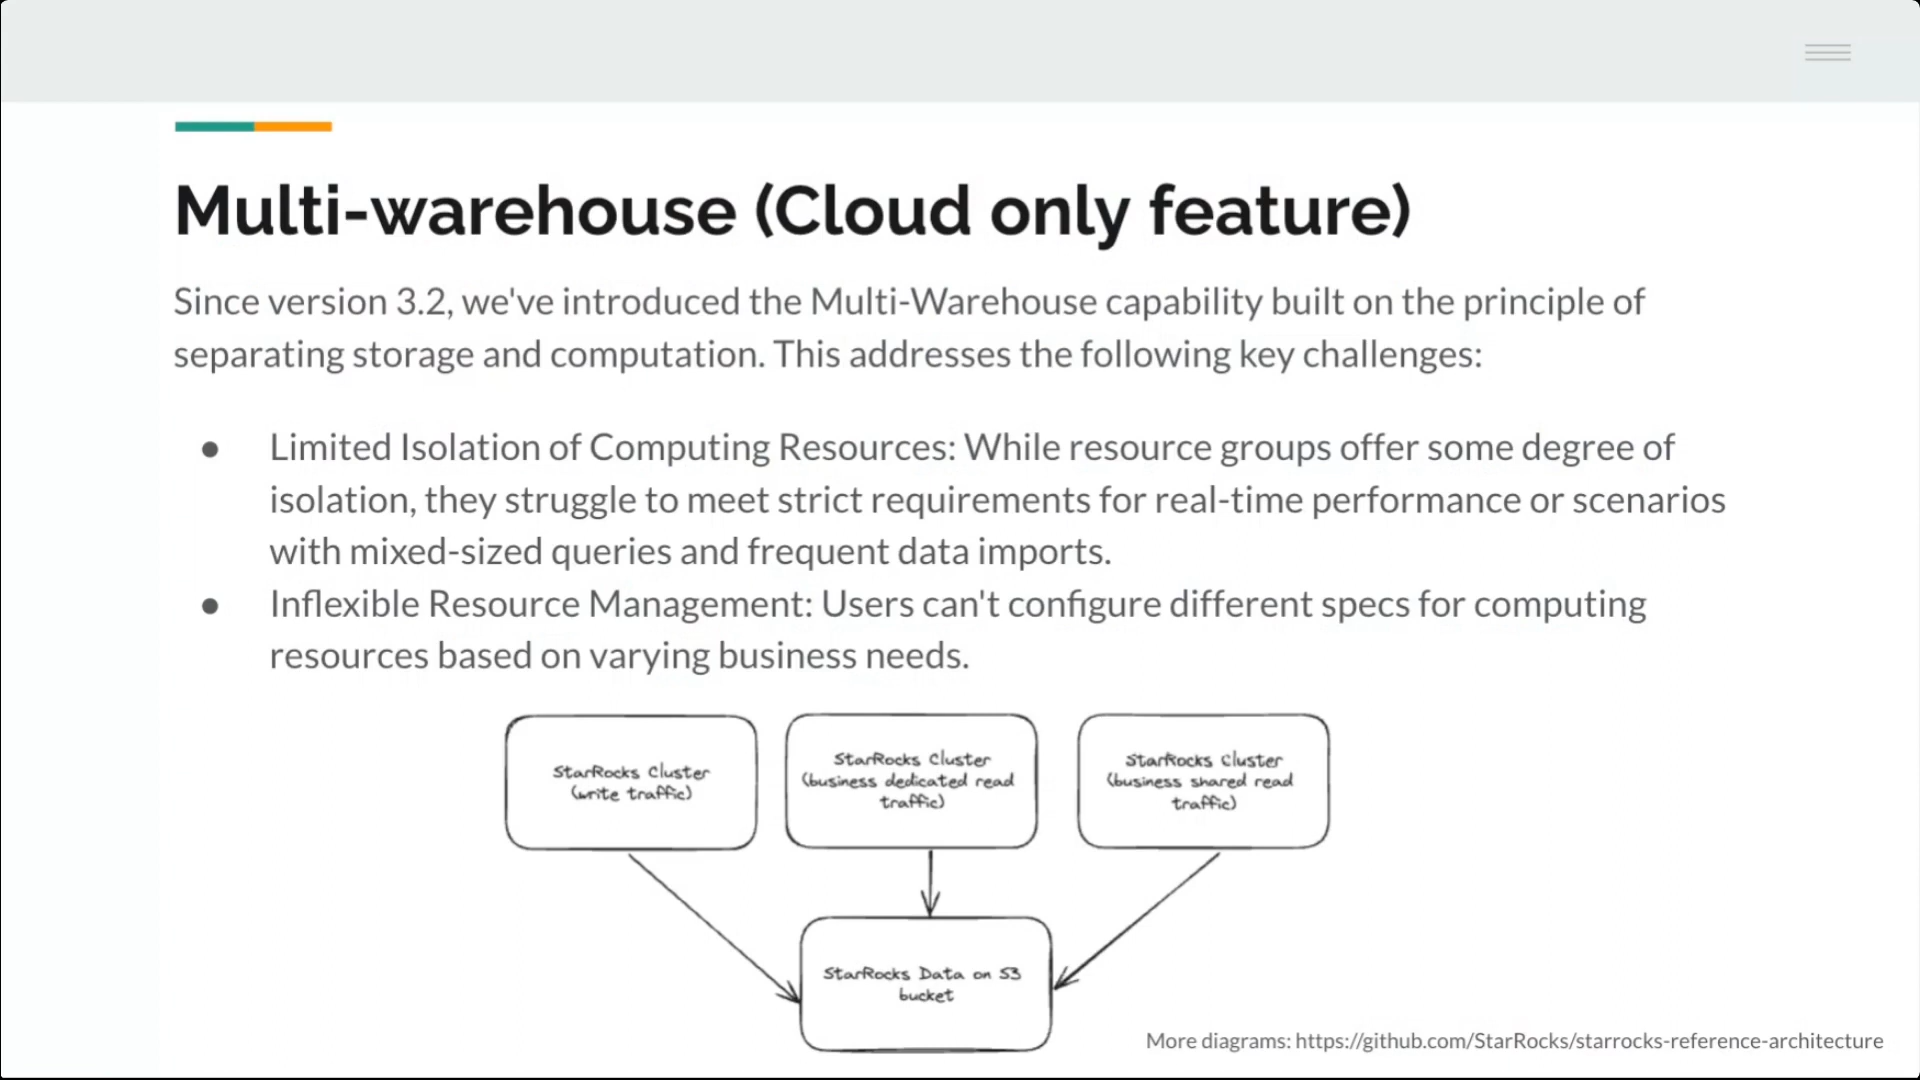 Multi-warehouse (Cloud only feature)
Since version 3.2, we've introduced the Multi-Warehouse capability built on the principle of
separating storage and computation. This addresses the following key challenges:
● Limited Isolation of Computing Resources: While resource groups offer some degree of
isolation, they struggle to meet strict requirements for real-time performance or scenarios
with mixed-sized queries and frequent data imports.
● Inflexible Resource Management: Users can't configure different specs for computing
resources based on varying business needs.
StarRocks Cluster
(write traffic)
StarRocks Cluster
(business dedicated read
traffic)
StarRocks Cluster
(business shared read
traffic)
StarRocks Data on S3
bucket
More diagrams: https://github.com/StarRocks/starrocks-reference-architecture